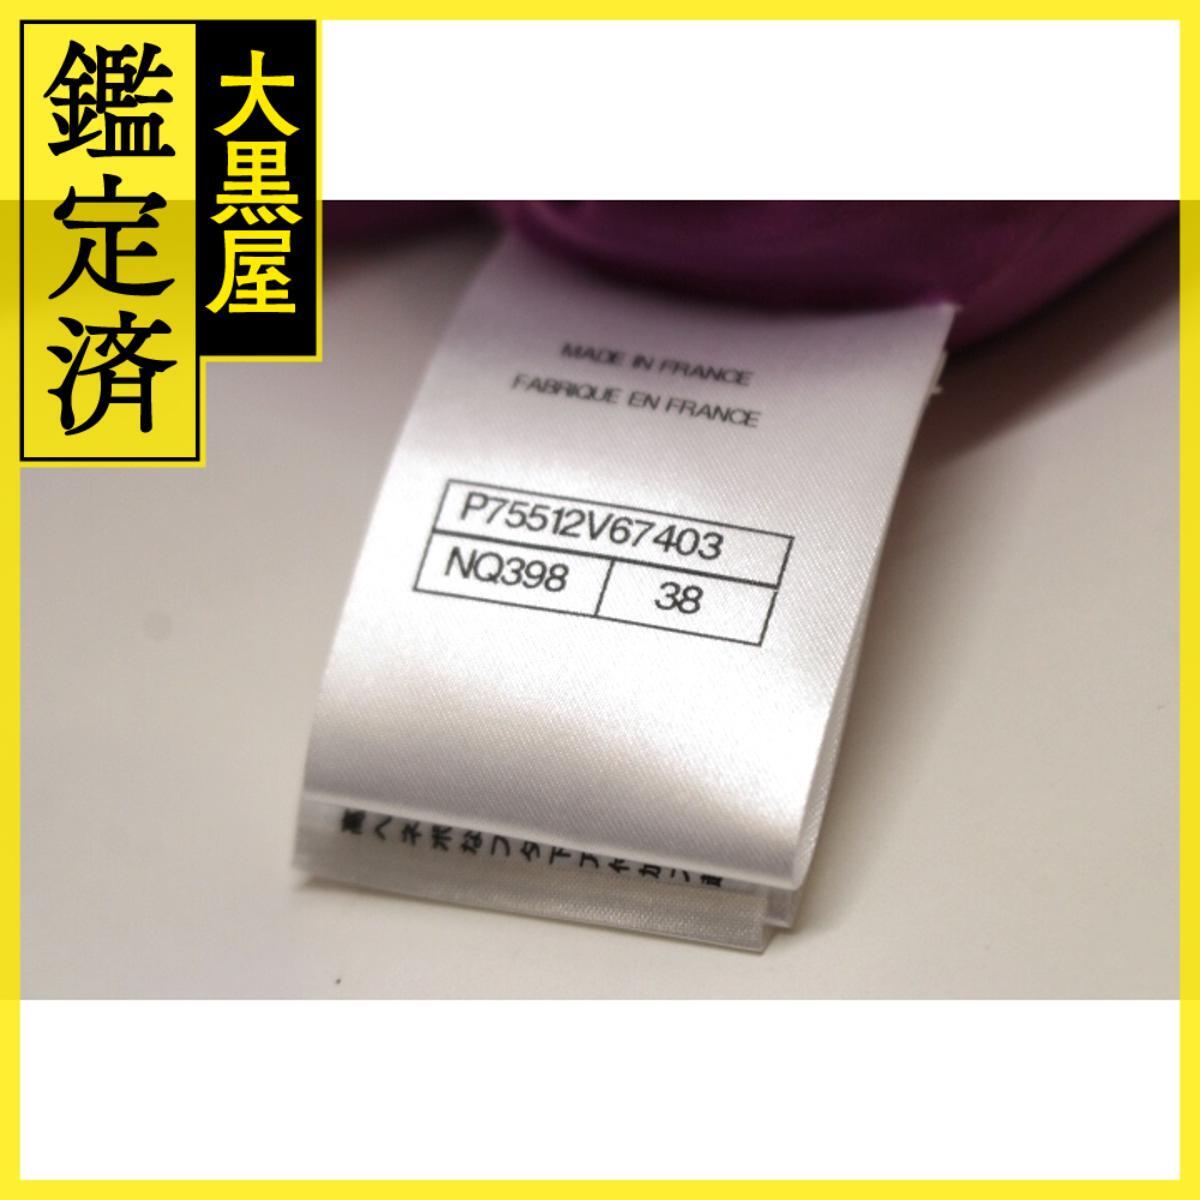 鑑定済
大黒屋
MADE IN FRANCE
FABRIQUE EN FRANCE
P75512V67403
NQ398
38